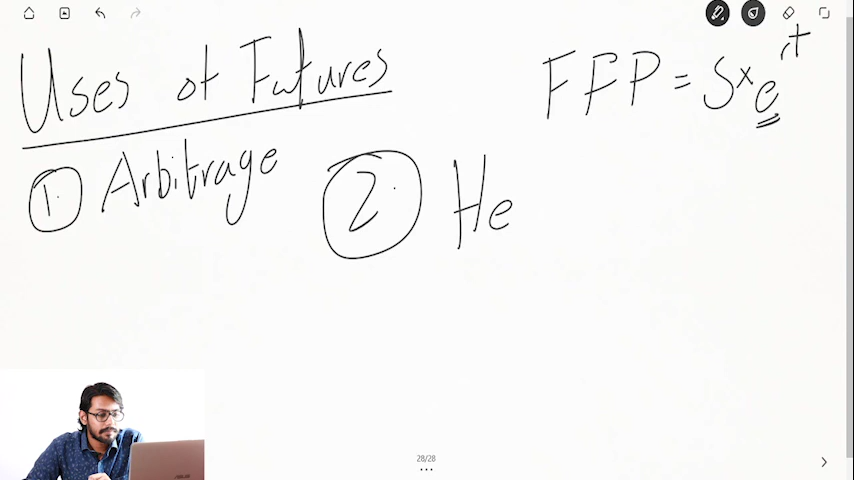 Uses of Futures
FFP = S×e^rt
1. Arbitrage
2. He
28/28